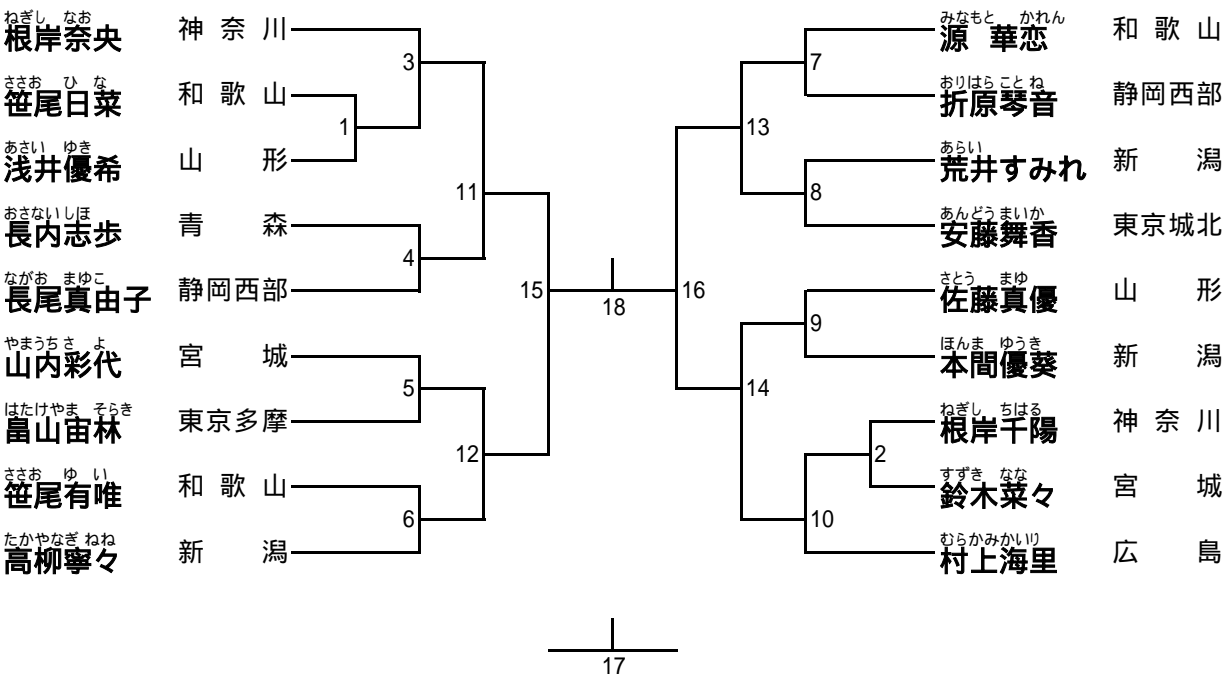 ねぎし なお
根岸奈央 神奈川
ささお ひな
笹尾日菜 和歌山
あさい ゆき
浅井優希 山形
おさない しほ
長内志歩 青森
ながお まゆこ
長尾真由子 静岡西部
やまうち さよ
山内彩代 宮城
はたけやま そらき
畠山宙林 東京多摩
ささお ゆい
笹尾有唯 和歌山
たかやなぎ ねね
高柳寧々 新潟
3
1
11
4
15
5
12
6
18
17
16
13
7
8
14
9
2
10
みなもと かれん
源華恋 和歌山
おりはら ことね
折原琴音 静岡西部
あらい
荒井すみれ 新潟
あんどう まいか
安藤舞香 東京城北
さとう まゆ
佐藤真優 山形
ほんま ゆうき
本間優葵 新潟
ねぎし ちはる
根岸千陽 神奈川
すずき なな
鈴木菜々 宮城
むらかみ かいり
村上海里 広島